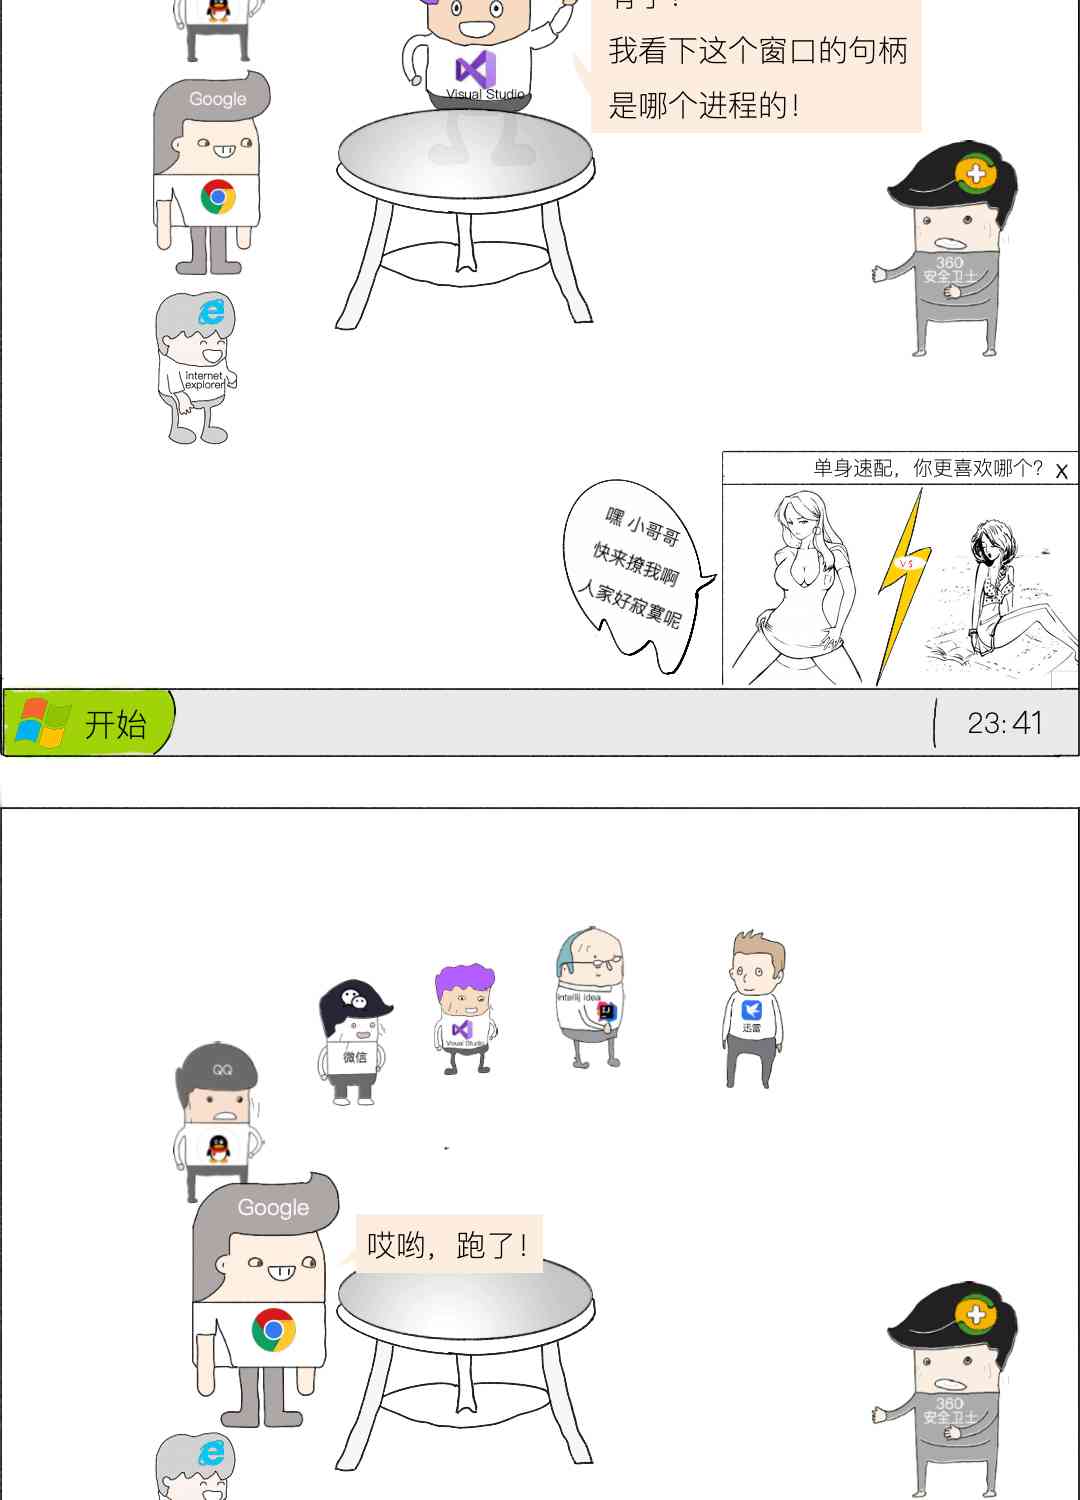 有了！
我看下这个窗口的句柄
是哪个进程的！
Visual Studio
Google
360
安全卫士
internet
explorer
单身速配，你更喜欢哪个？ X
嘿 小哥哥
快来撩我啊
人家好寂寞呢
VS
开始
23:41
intellij idea
迅雷
微信
Visual Studio
QQ
Google
哎哟，跑了！
360
安全卫士